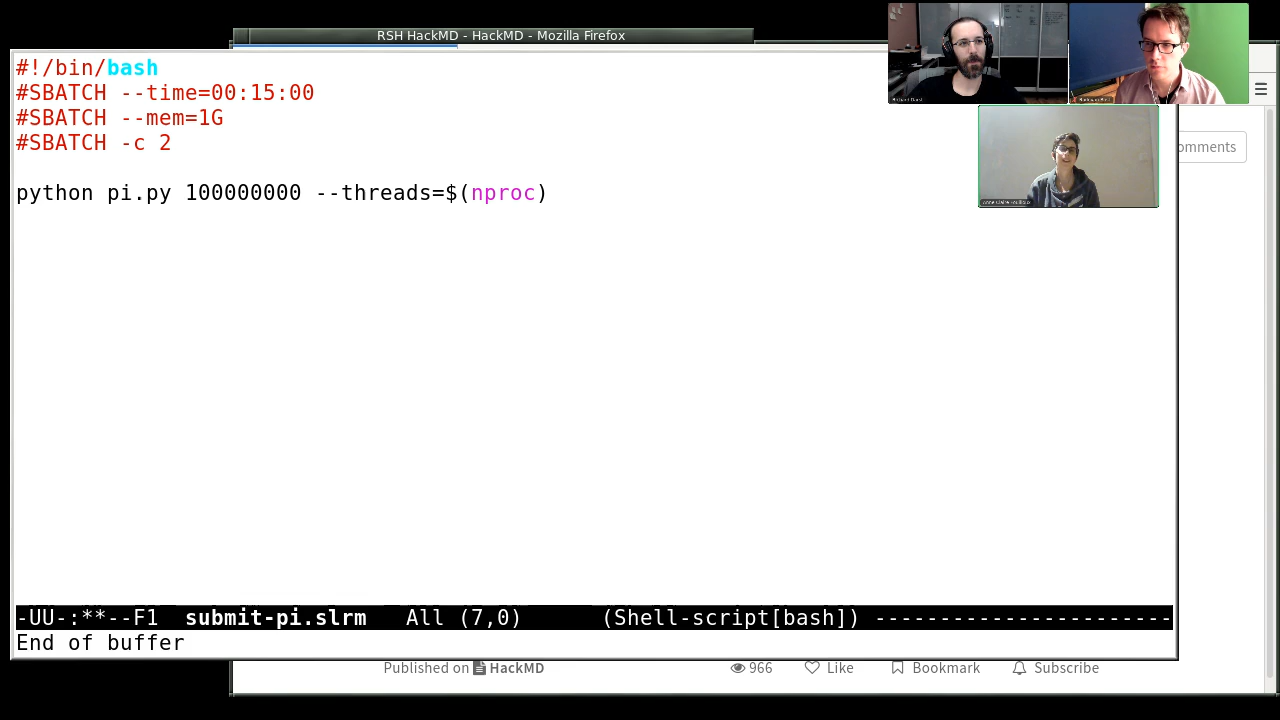 RSH HackMD - HackMD - Mozilla Firefox
#!/bin/bash
#SBATCH --time=00:15:00
#SBATCH --mem=1G
#SBATCH -c 2
python pi.py 100000000 --threads=$(nproc)
omments
-UU-:**--F1 submit-pi.slrm All (7,0) (Shell-script[bash]) -----------------------
End of buffer
Published on HackMD 966 Like Bookmark Subscribe